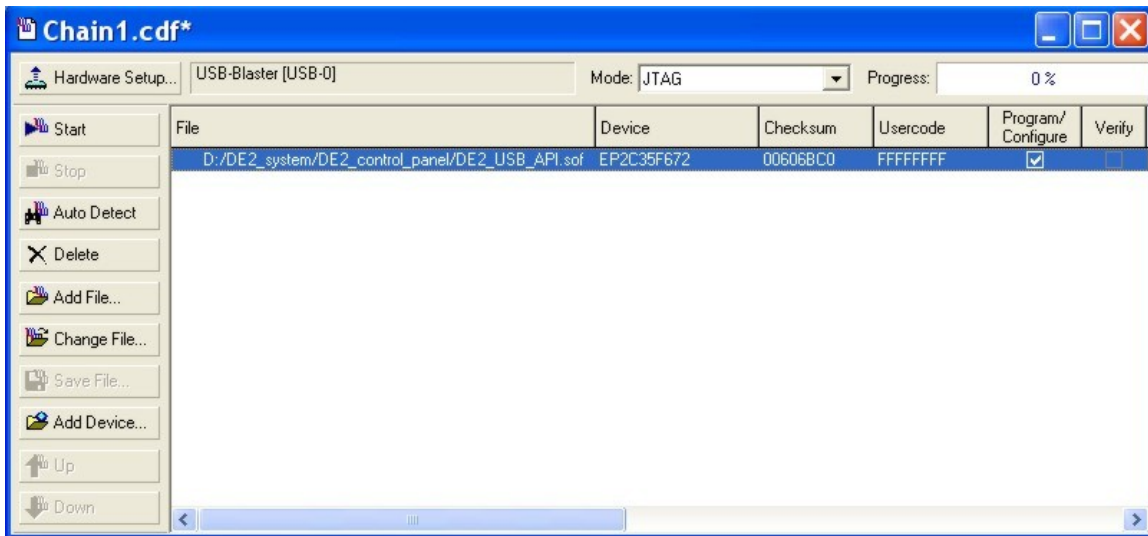 Chain1.cdf*
Hardware Setup... USB-Blaster [USB-0] Mode: JTAG Progress: 0 %
Start
Stop
Auto Detect
Delete
Add File...
Change File...
Save File...
Add Device...
Up
Down
File Device Checksum Usercode Program/
Configure Verify
D:/DE2_system/DE2_control_panel/DE2_USB_API.sof EP2C35F672 00606BC0 FFFFFFFF